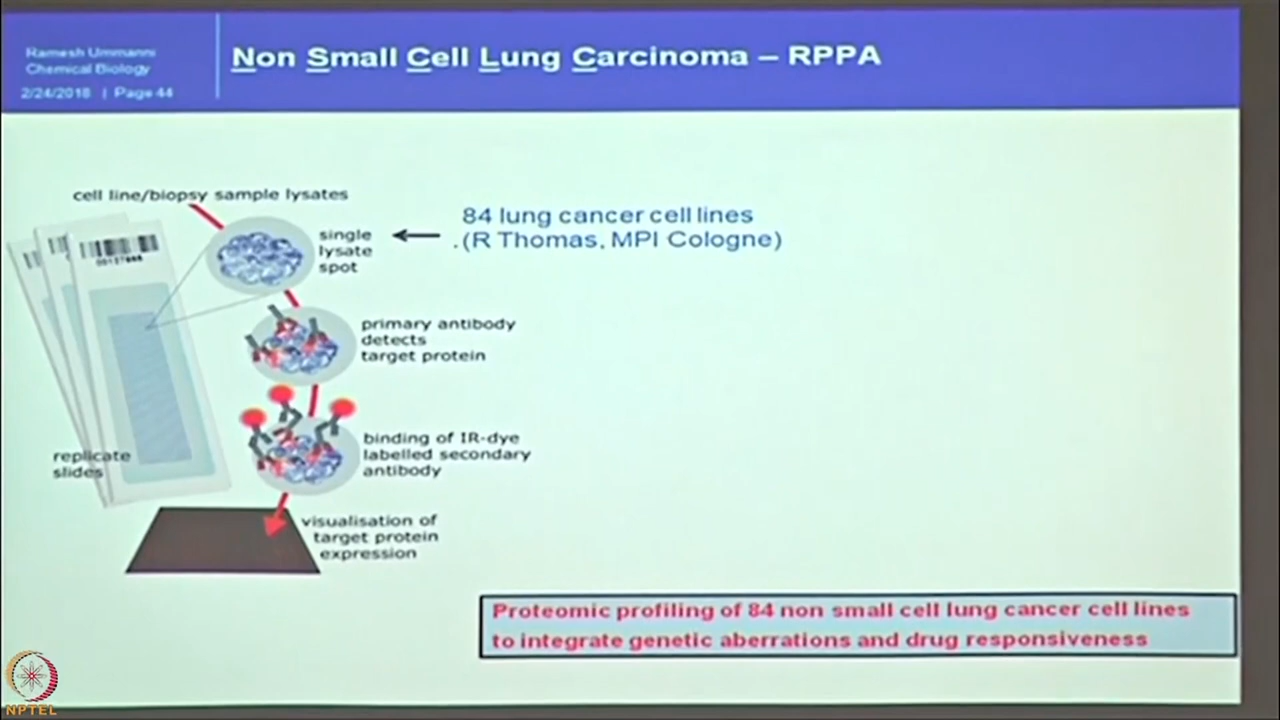 Ramesh Ummanni
Chemical Biology
2/24/2018 | Page 44
Non Small Cell Lung Carcinoma – RPPA
cell line/biopsy sample lysates
single
lysate
spot
84 lung cancer cell lines
.(R Thomas, MPI Cologne)
primary antibody
detects
target protein
binding of IR-dye
labelled secondary
antibody
replicate
slides
visualisation of
target protein
expression
Proteomic profiling of 84 non small cell lung cancer cell lines
to integrate genetic aberrations and drug responsiveness
NPTEL